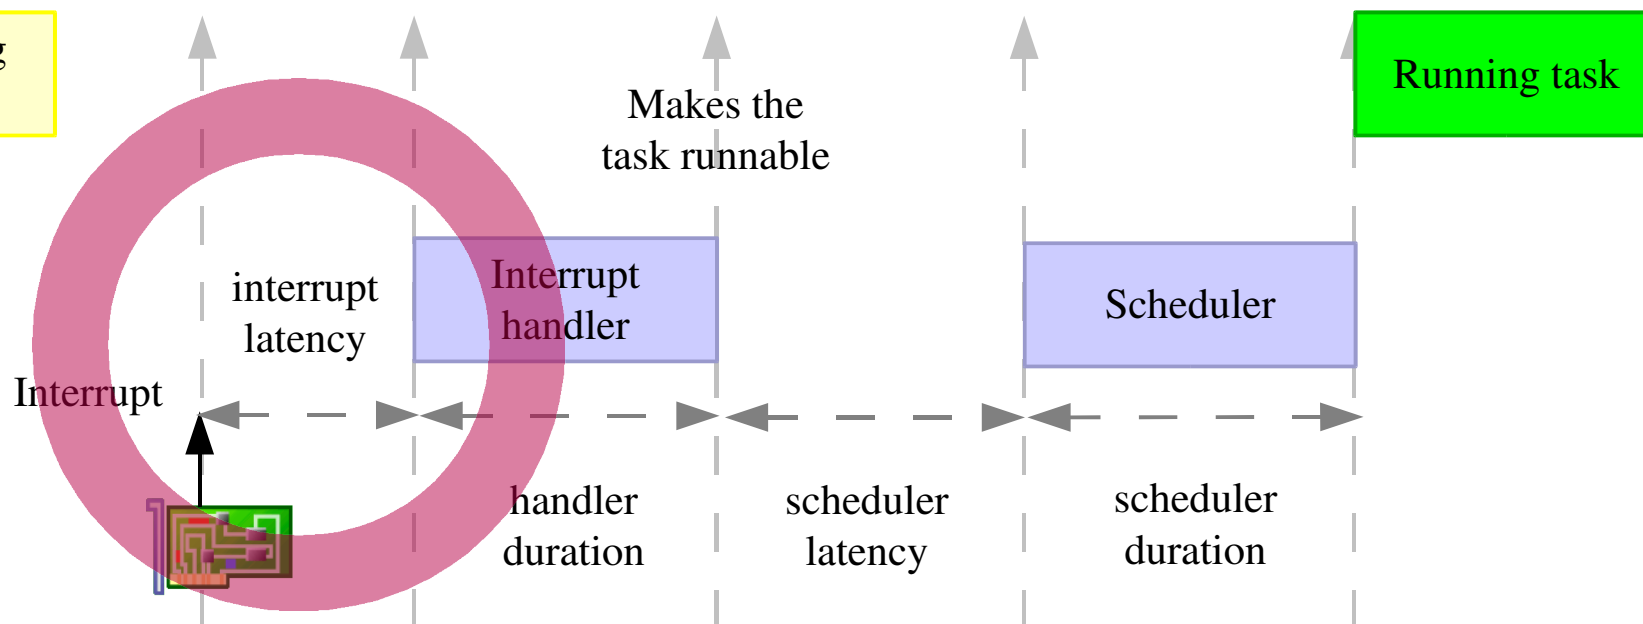 Running task
Makes the
task runnable
Interrupt
handler
interrupt
latency
Scheduler
Interrupt
handler
duration
scheduler
latency
scheduler
duration